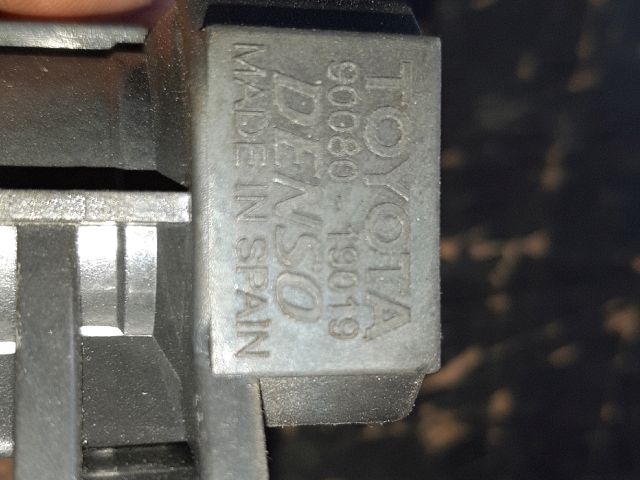 TOYOTA
90080-19019
DENSO
MADE IN SPAIN